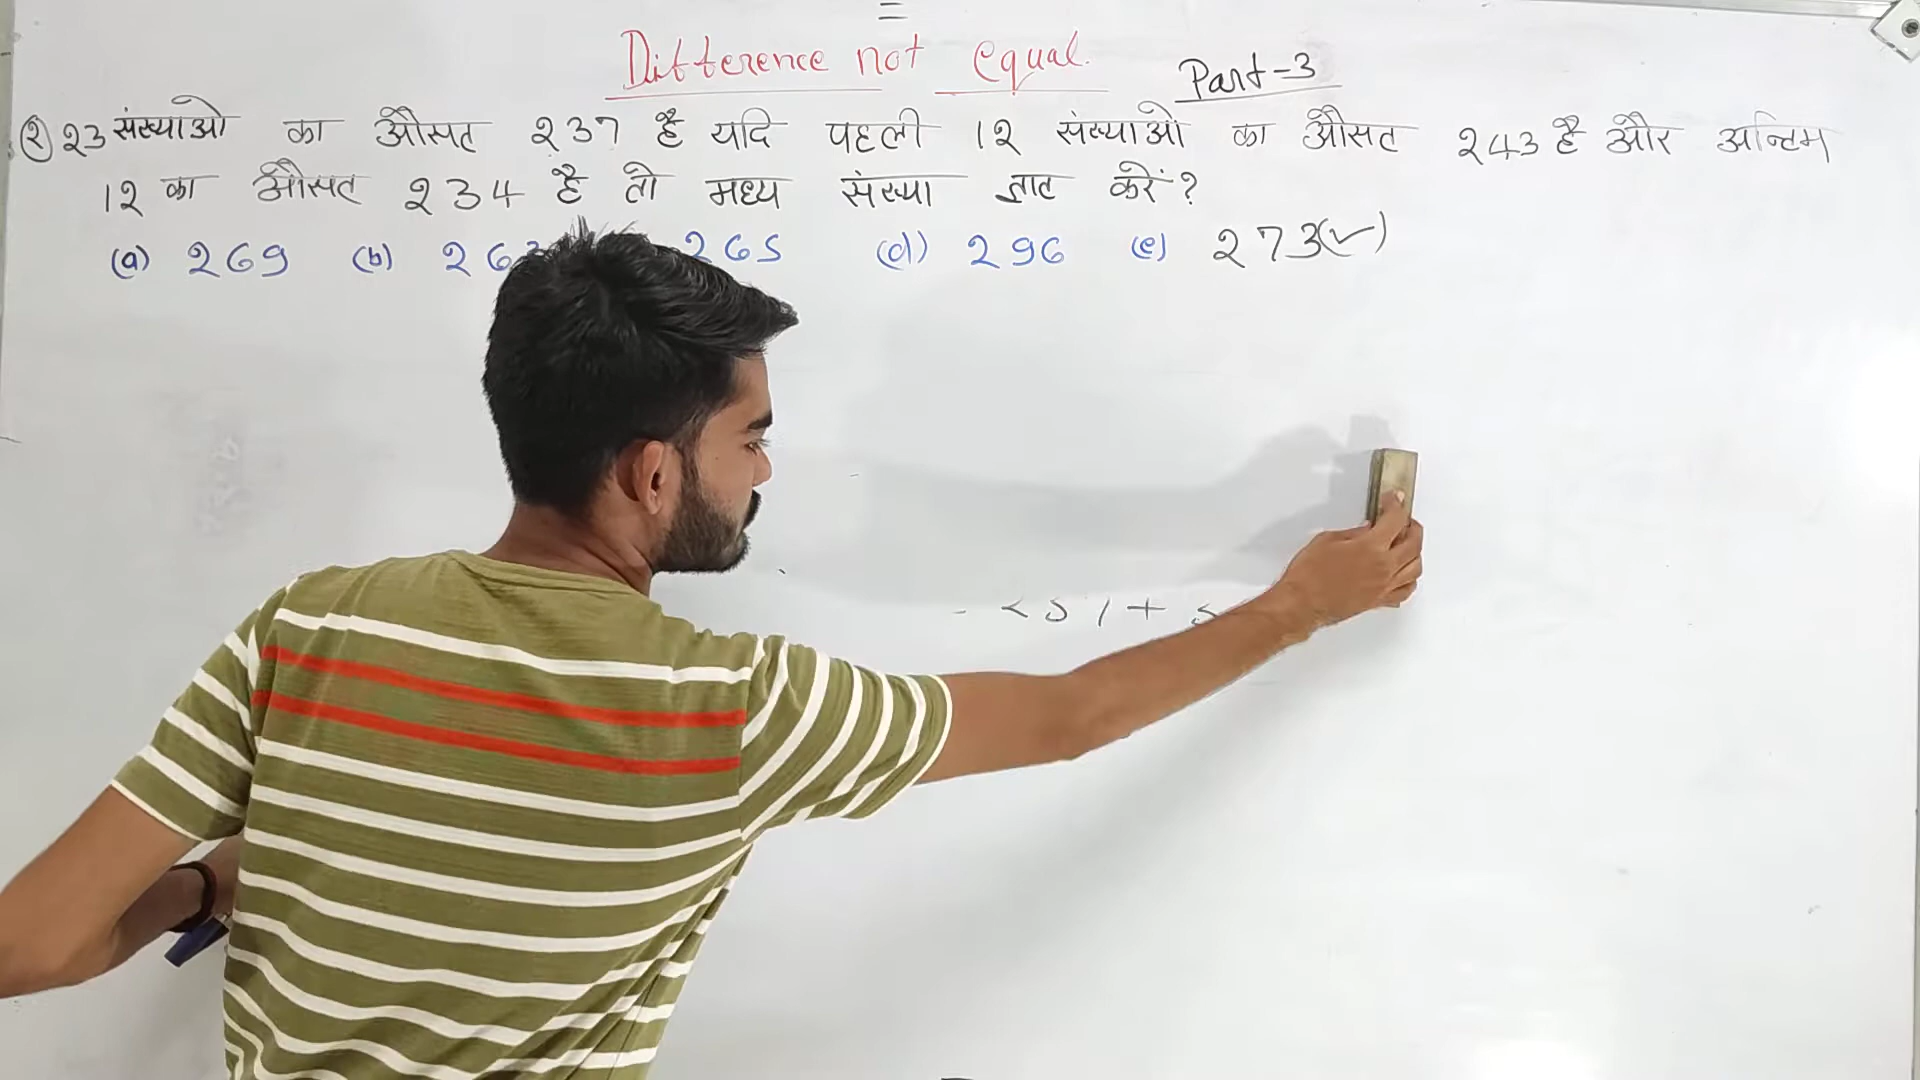 Difference not equal.
Part-3
(2) 23 संख्याओ का औसत 237 है यदि पहली 12 संख्याओ का औसत 243 है और अन्तिम
12 का औसत 234 है तो मध्य संख्या ज्ञात करें?
(a) 269 (b) 265 (d) 296 (e) 273(✓)